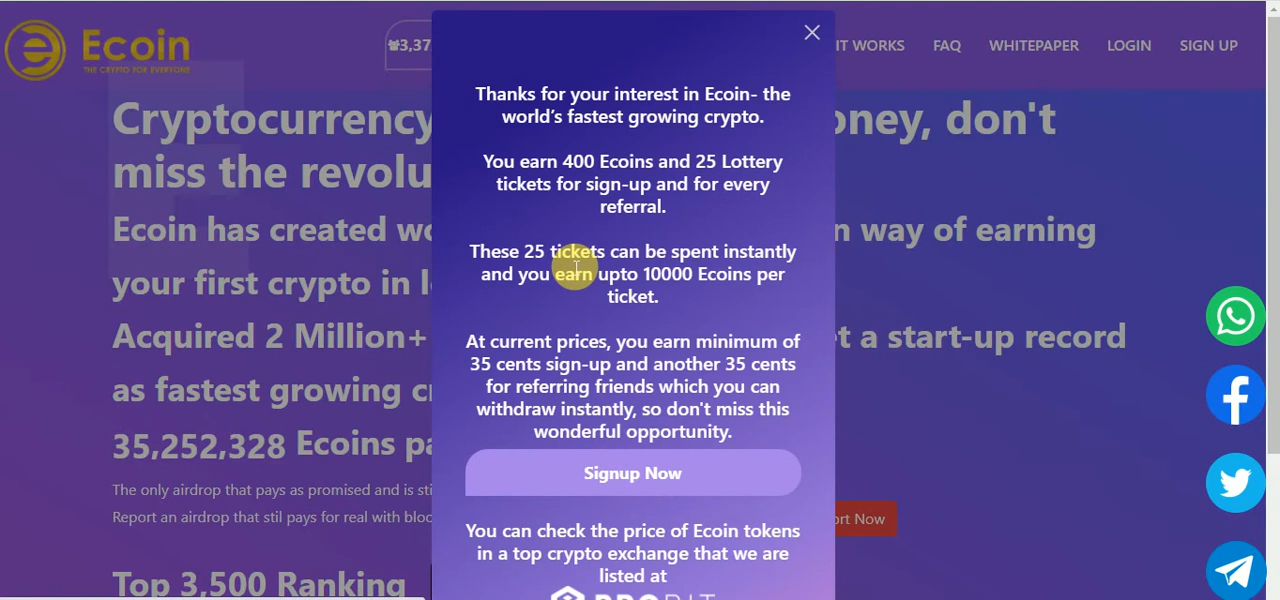 Ecoin
THE CRYPTO FOR EVERYONE
3,37
IT WORKS
FAQ
WHITEPAPER
LOGIN
SIGN UP
Thanks for your interest in Ecoin- the
world's fastest growing crypto.
You earn 400 Ecoins and 25 Lottery
tickets for sign-up and for every
referral.
These 25 tickets can be spent instantly
and you earn upto 10000 Ecoins per
ticket.
At current prices, you earn minimum of
35 cents sign-up and another 35 cents
for referring friends which you can
withdraw instantly, so don't miss this
wonderful opportunity.
Signup Now
You can check the price of Ecoin tokens
in a top crypto exchange that we are
listed at
Cryptocurrency oney, don't
miss the revolu
Ecoin has created wo n way of earning
your first crypto in l
Acquired 2 Million+ t a start-up record
as fastest growing c
35,252,328 Ecoins pa
The only airdrop that pays as promised and is sti
Report an airdrop that stil pays for real with bloc ort Now
Top 3,500 Ranking